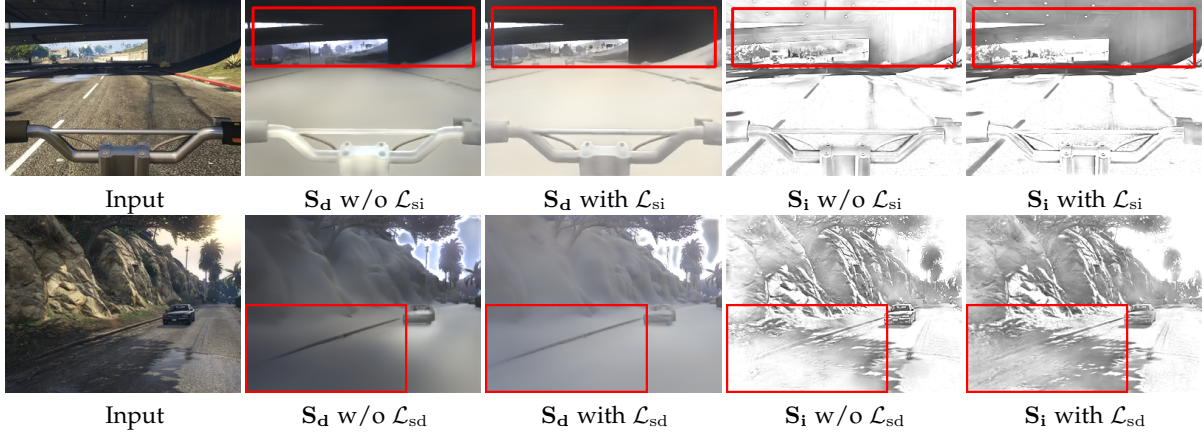 Input S_d w/o ℒ_si S_d with ℒ_si S_i w/o ℒ_si S_i with ℒ_si
Input S_d w/o ℒ_sd S_d with ℒ_sd S_i w/o ℒ_sd S_i with ℒ_sd